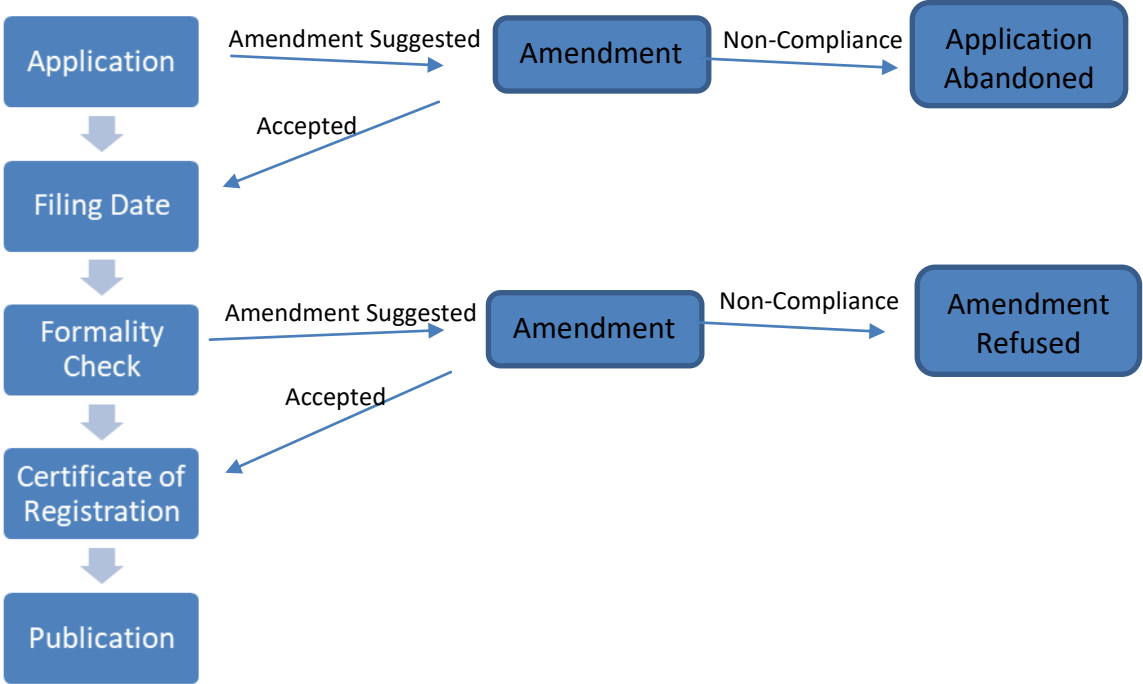 Application
Amendment Suggested
Amendment
Non-Compliance
Application
Abandoned
Accepted
Filing Date
Formality
Check
Amendment Suggested
Amendment
Non-Compliance
Amendment
Refused
Accepted
Certificate of
Registration
Publication